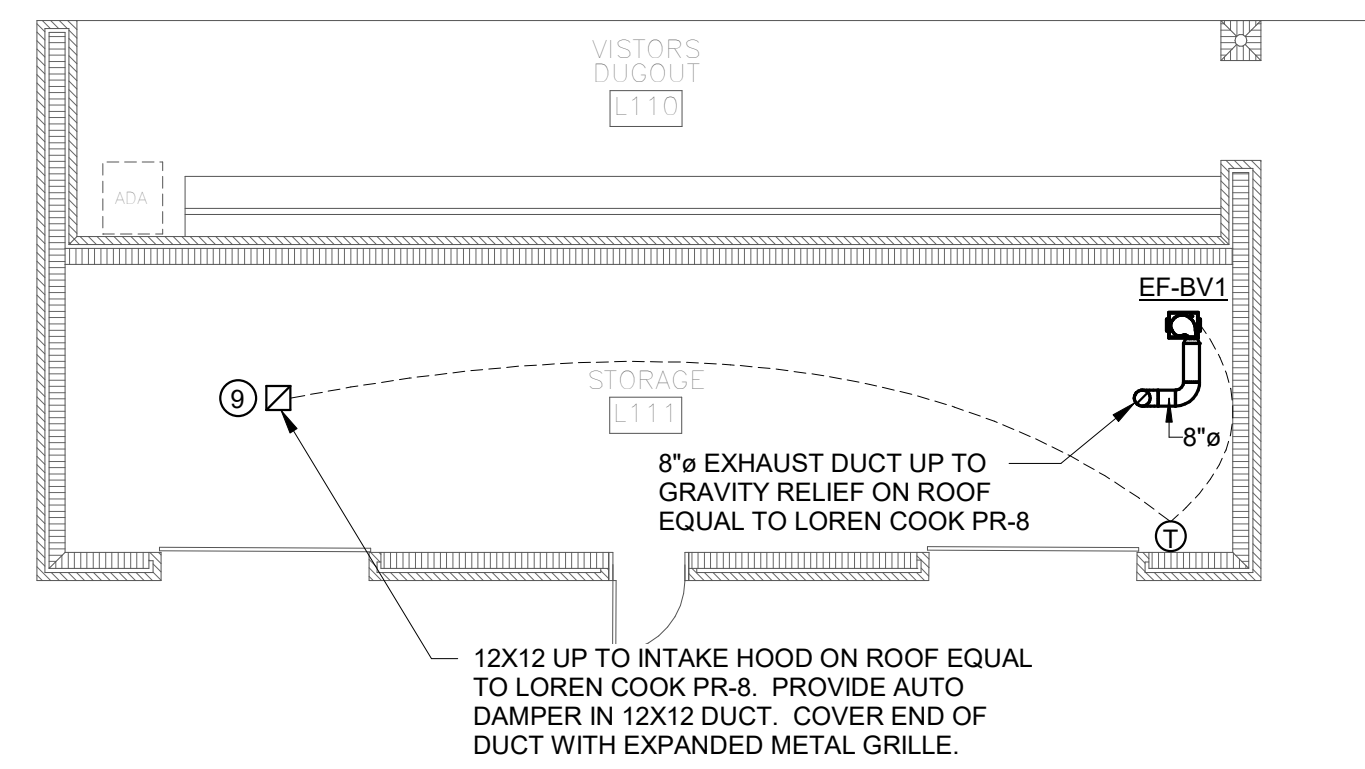 VISTORS
DUGOUT
L110
ADA
EF-BV1
9
STORAGE
L111
8"ø
8"ø EXHAUST DUCT UP TO
GRAVITY RELIEF ON ROOF
EQUAL TO LOREN COOK PR-8
T
12X12 UP TO INTAKE HOOD ON ROOF EQUAL
TO LOREN COOK PR-8.  PROVIDE AUTO
DAMPER IN 12X12 DUCT.  COVER END OF
DUCT WITH EXPANDED METAL GRILLE.